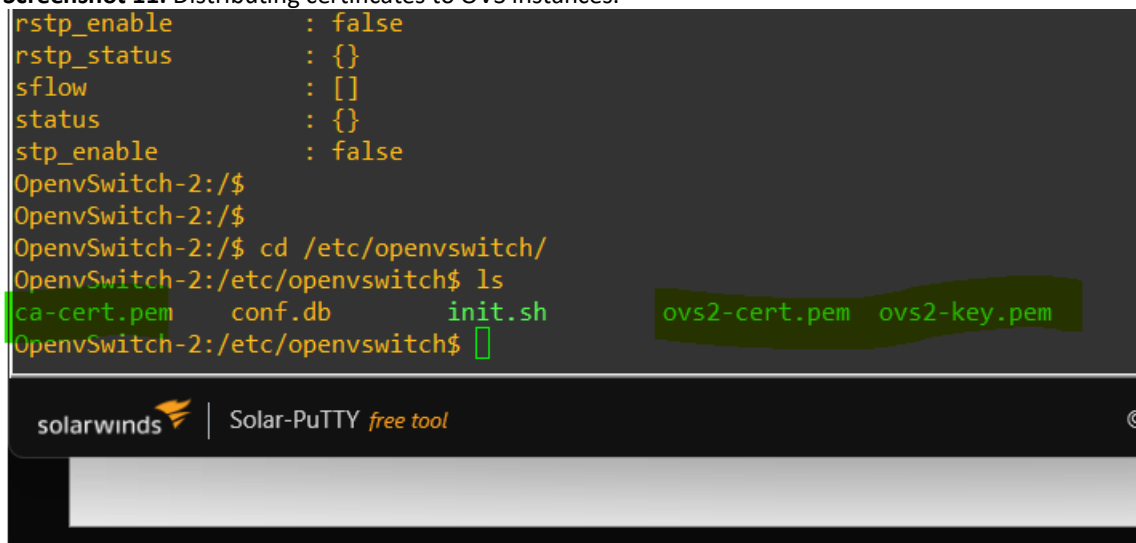 Screenshot 11: Distributing certificates to OVS instances.
rstp_enable : false
rstp_status : {}
sflow : []
status : {}
stp_enable : false
OpenvSwitch-2:/$
OpenvSwitch-2:/$
OpenvSwitch-2:/$ cd /etc/openvswitch/
OpenvSwitch-2:/etc/openvswitch$ ls
ca-cert.pem conf.db init.sh ovs2-cert.pem ovs2-key.pem
OpenvSwitch-2:/etc/openvswitch$
solarwinds | Solar-PuTTY free tool ©